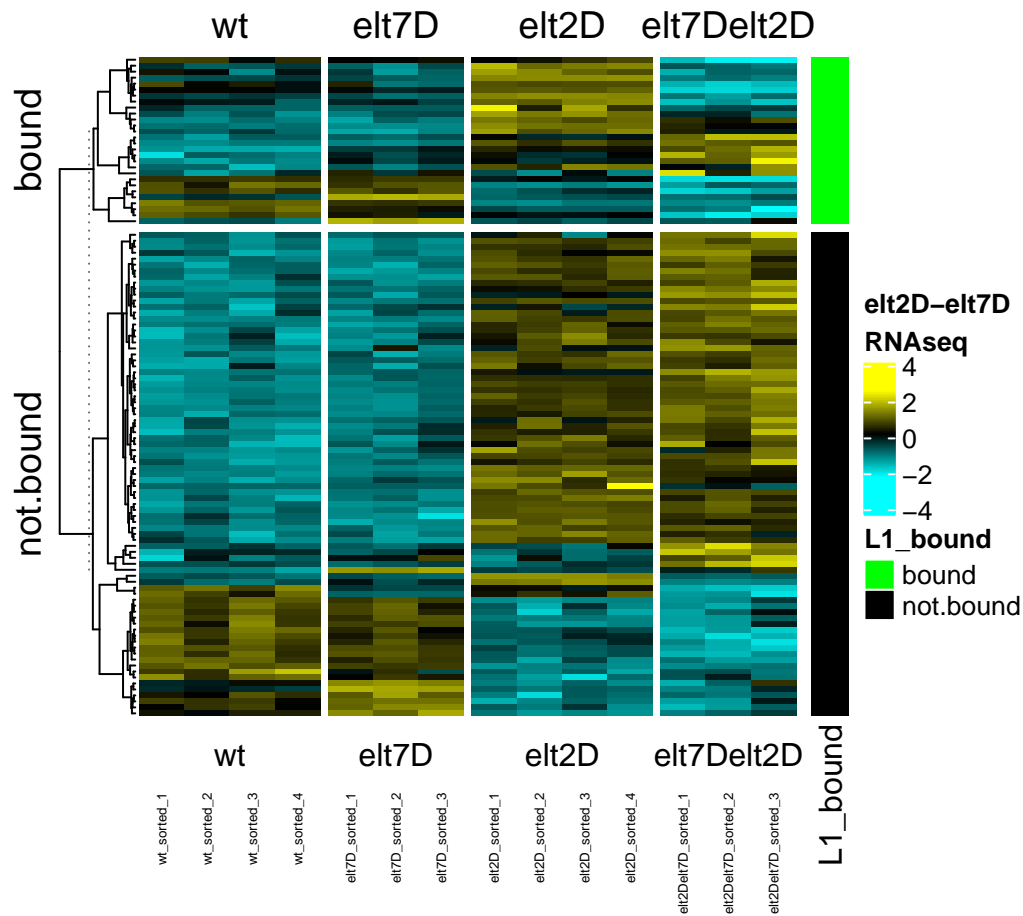 wt elt7D elt2D elt7Delt2D
bound
not.bound
elt2D−elt7D
RNAseq
4
2
0
−2
−4
L1_bound
bound
not.bound
wt elt7D elt2D elt7Delt2D
wt_sorted_1
wt_sorted_2
wt_sorted_3
wt_sorted_4
elt7D_sorted_1
elt7D_sorted_2
elt7D_sorted_3
elt2D_sorted_1
elt2D_sorted_2
elt2D_sorted_3
elt2D_sorted_4
elt2Delt7D_sorted_1
elt2Delt7D_sorted_2
elt2Delt7D_sorted_3
L1_bound